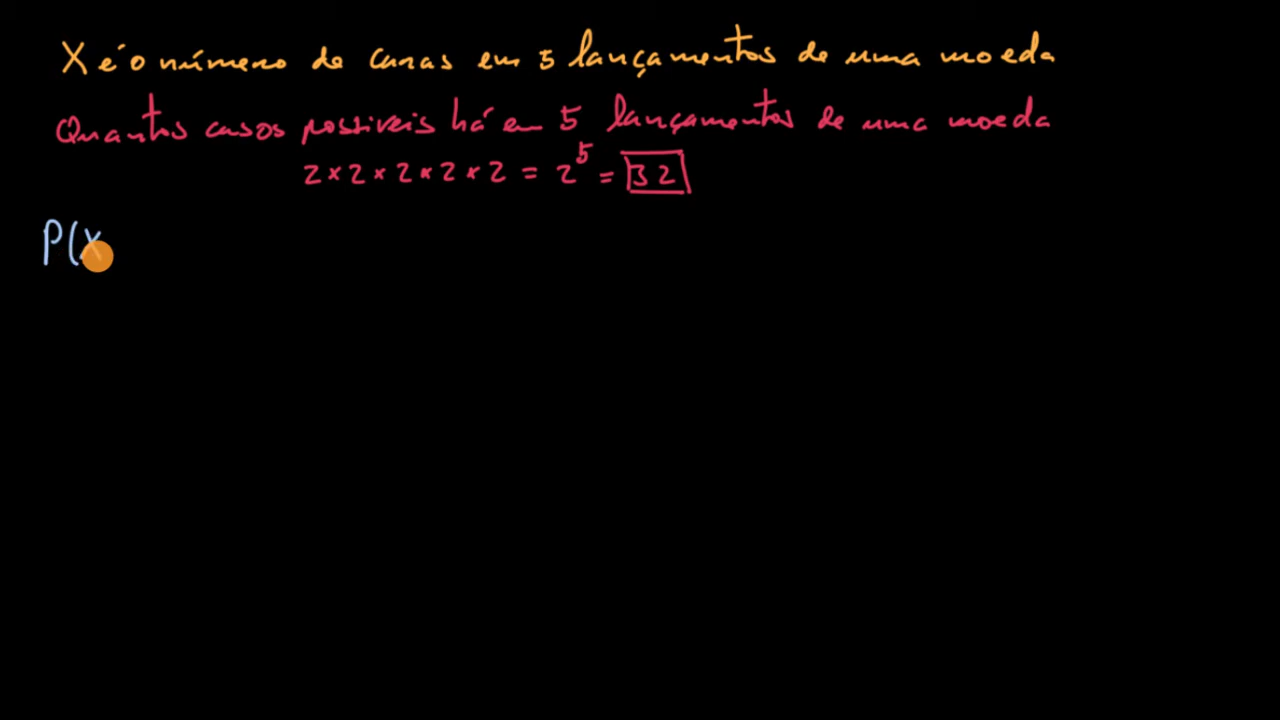 X é o número de caras em 5 lançamentos de uma moeda
Quantos casos possiveis há em 5 lançamentos de uma moeda
2 × 2 × 2 × 2 × 2 = 2⁵ = 32
P(X